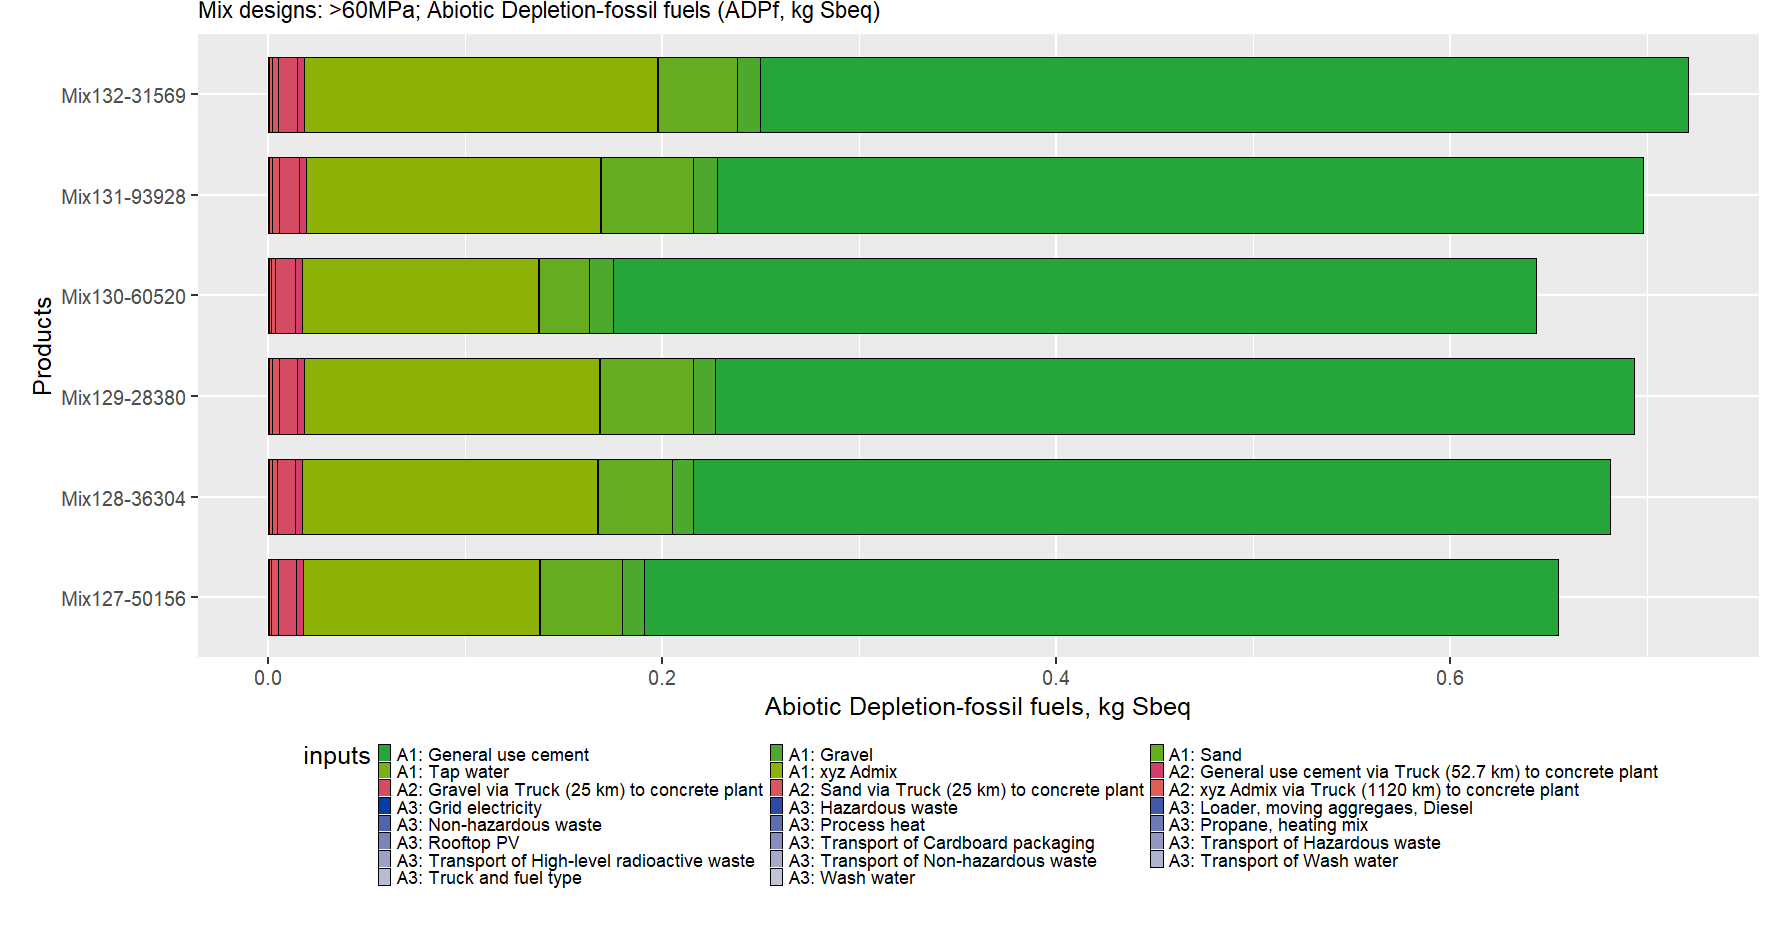 Mix designs: >60MPa; Abiotic Depletion-fossil fuels (ADPf, kg Sbeq)
Products
Mix132-31569
Mix131-93928
Mix130-60520
Mix129-28380
Mix128-36304
Mix127-50156
0.0 0.2 0.4 0.6
Abiotic Depletion-fossil fuels, kg Sbeq
inputs
A1: General use cement A1: Gravel A1: Sand
A1: Tap water A1: xyz Admix A2: General use cement via Truck (52.7 km) to concrete plant
A2: Gravel via Truck (25 km) to concrete plant A2: Sand via Truck (25 km) to concrete plant A2: xyz Admix via Truck (1120 km) to concrete plant
A3: Grid electricity A3: Hazardous waste A3: Loader, moving aggregaes, Diesel
A3: Non-hazardous waste A3: Process heat A3: Propane, heating mix
A3: Rooftop PV A3: Transport of Cardboard packaging A3: Transport of Hazardous waste
A3: Transport of High-level radioactive waste A3: Transport of Non-hazardous waste A3: Transport of Wash water
A3: Truck and fuel type A3: Wash water